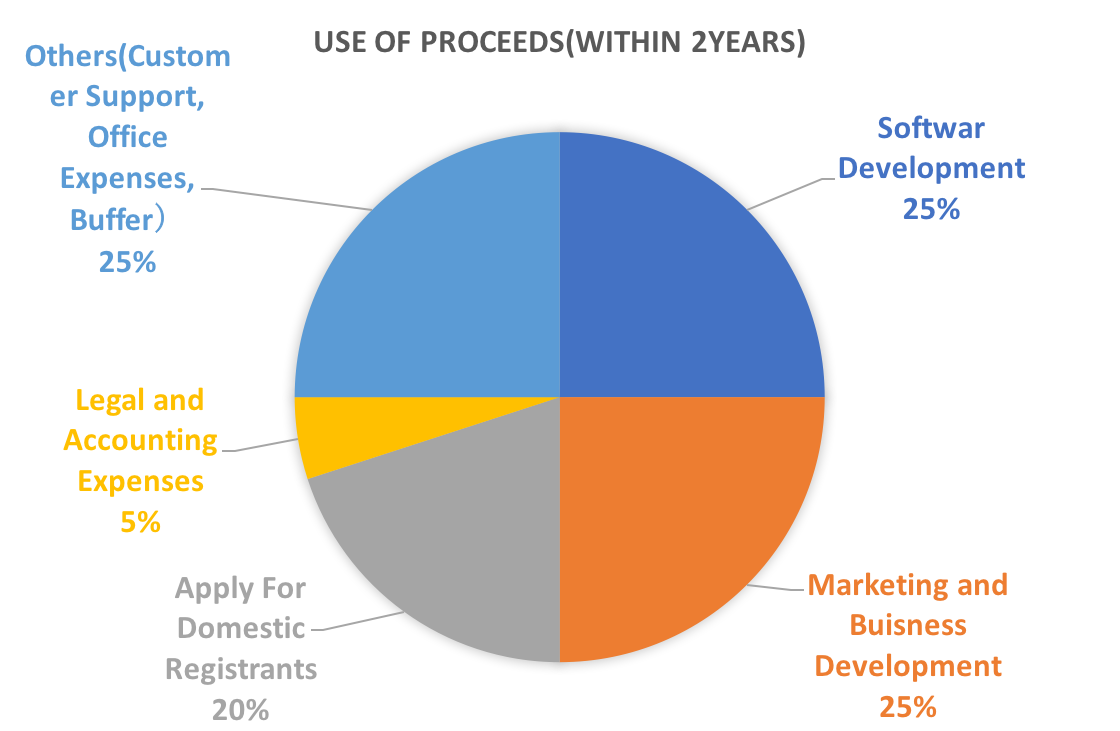 USE OF PROCEEDS(WITHIN 2YEARS)
Others(Custom
er Support,
Office
Expenses,
Buffer）
25%
Softwar
Development
25%
Legal and
Accounting
Expenses
5%
Apply For
Domestic
Registrants
20%
Marketing and
Buisness
Development
25%